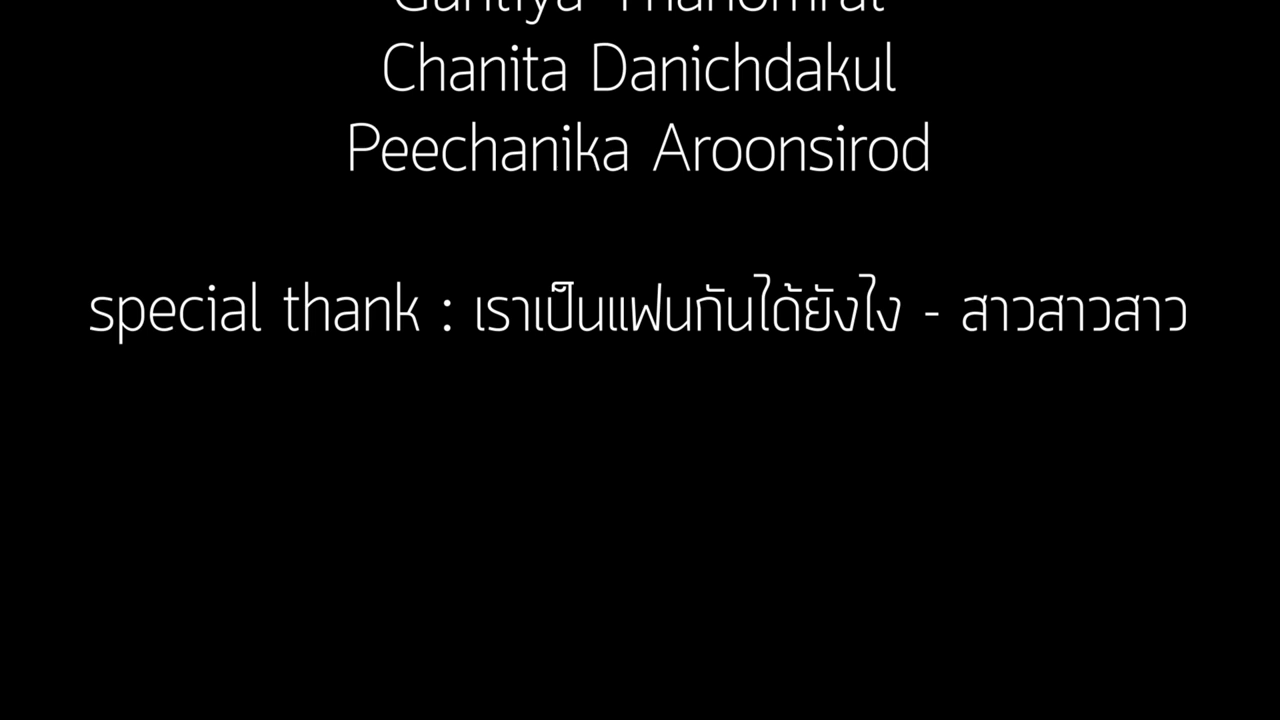 Chanita Danichdakul
Peechanika Aroonsirod
special thank : เราเป็นแฟนกันได้ยังไง - สาวสาวสาว